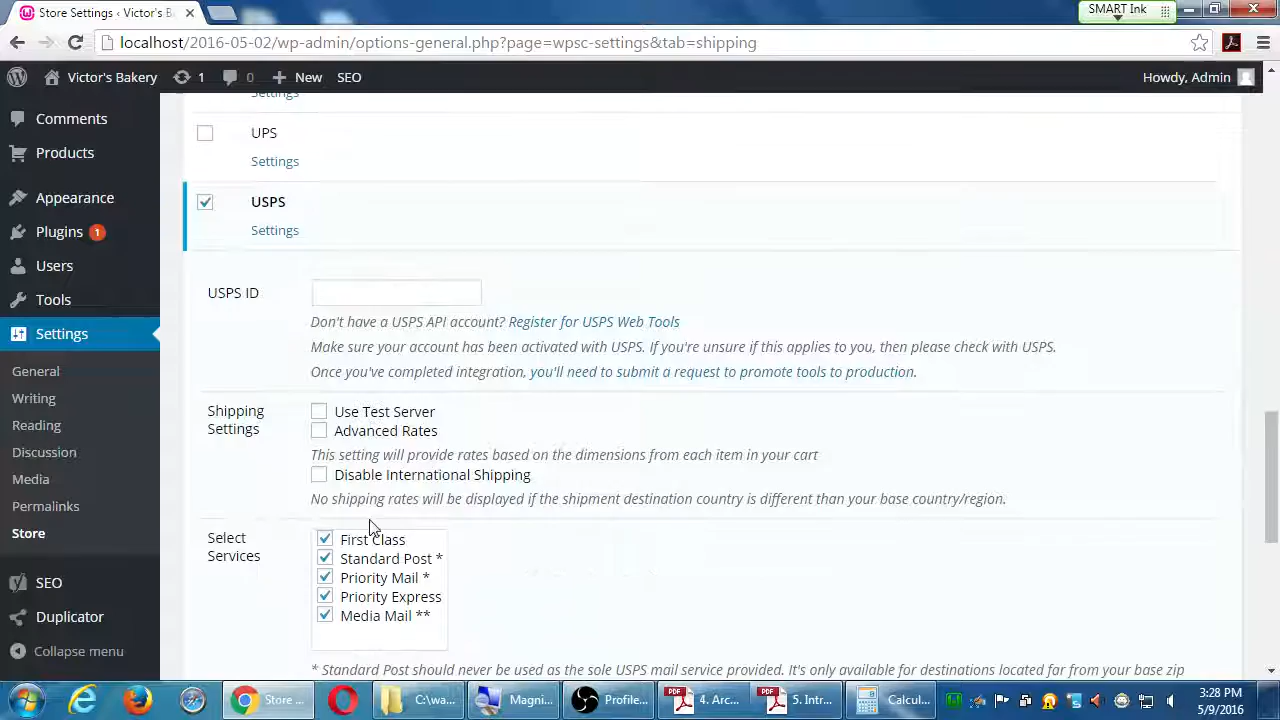 Store Settings ‹ Victor's B
SMART Ink
localhost/2016-05-02/wp-admin/options-general.php?page=wpsc-settings&tab=shipping
Victor's Bakery 1 0 New SEO Howdy, Admin
Comments
Products
Appearance
Plugins 1
Users
Tools
Settings
General
Writing
Reading
Discussion
Media
Permalinks
Store
SEO
Duplicator
Collapse menu
Settings
UPS
Settings
USPS
Settings
USPS ID
Don't have a USPS API account? Register for USPS Web Tools
Make sure your account has been activated with USPS. If you're unsure if this applies to you, then please check with USPS.
Once you've completed integration, you'll need to submit a request to promote tools to production.
Shipping Settings
Use Test Server
Advanced Rates
This setting will provide rates based on the dimensions from each item in your cart
Disable International Shipping
No shipping rates will be displayed if the shipment destination country is different than your base country/region.
Select Services
First Class
Standard Post *
Priority Mail *
Priority Express
Media Mail **
* Standard Post should never be used as the sole USPS mail service provided. It's only available for destinations located far from your base zip
Store ... C:\wa... Magni... Profile... 4. Arc... 5. Intr... Calcul...
3:28 PM
5/9/2016